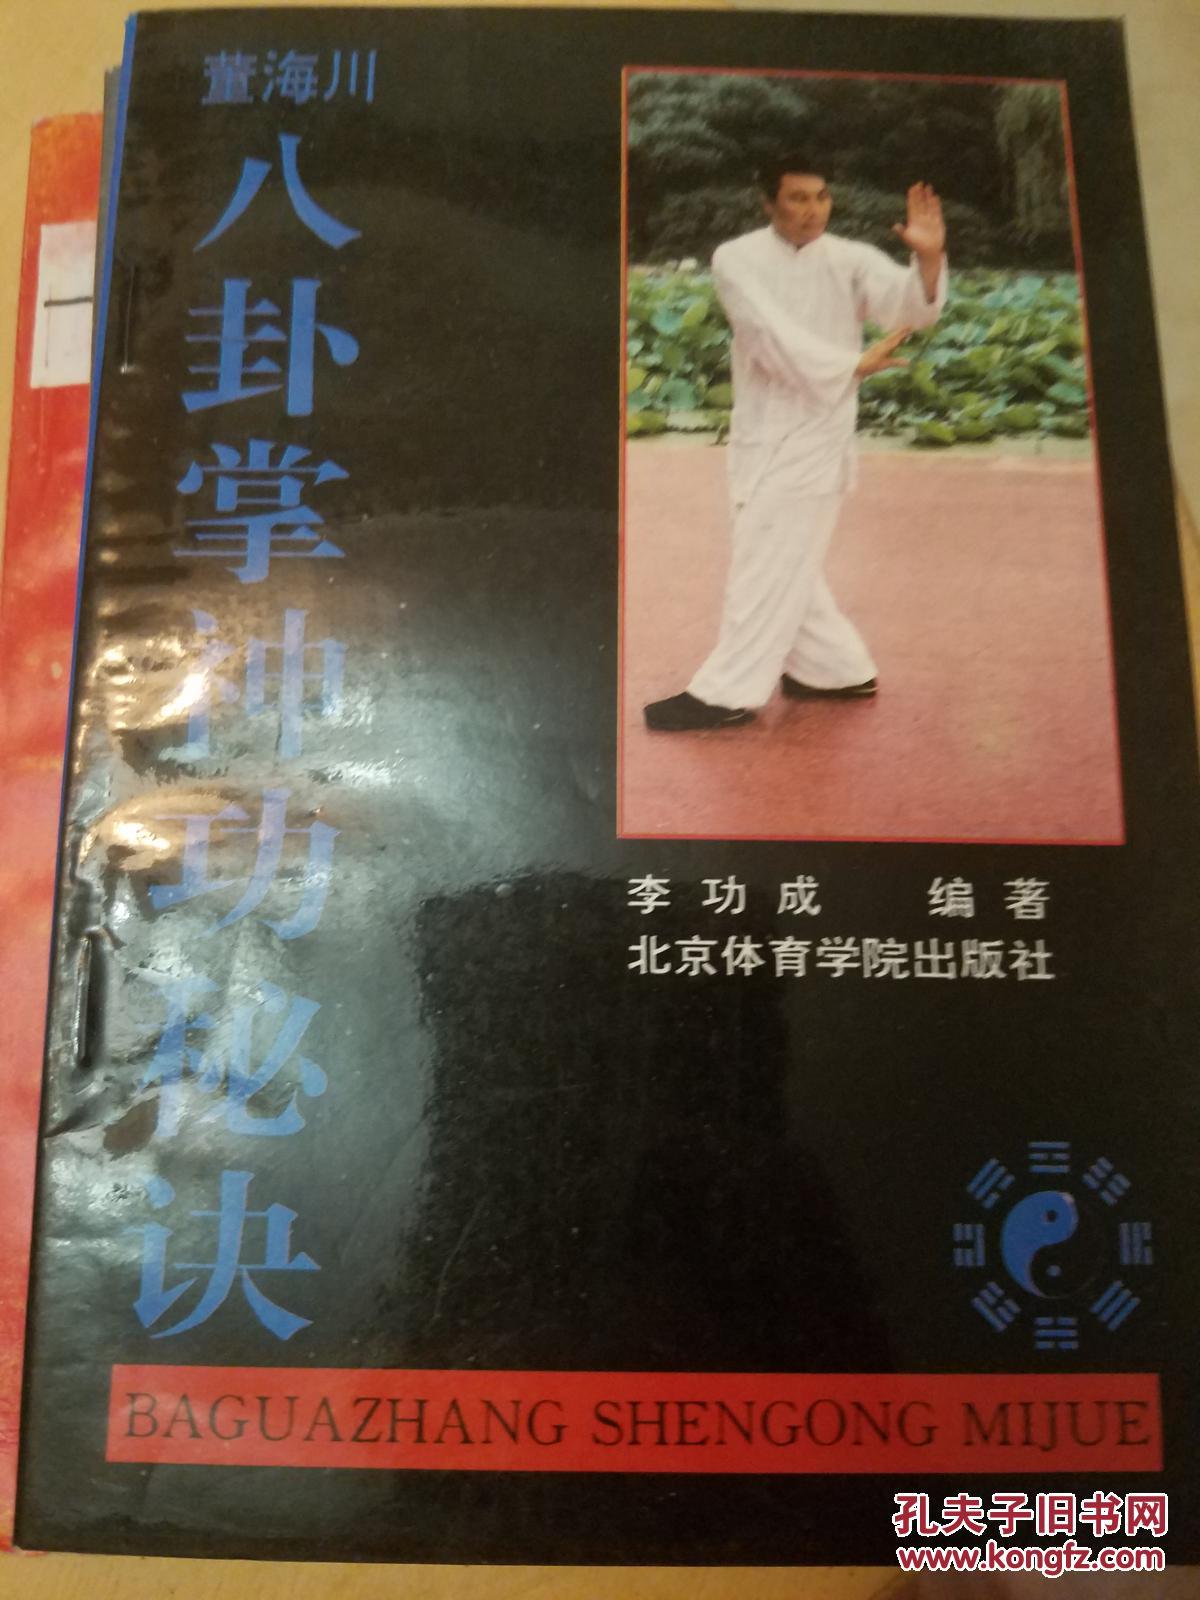 董海川
八卦掌神功秘诀
李功成 编著
北京体育学院出版社
BAGUAZHANG SHENGONG MIJUE
孔夫子旧书网
www.kongfz.com